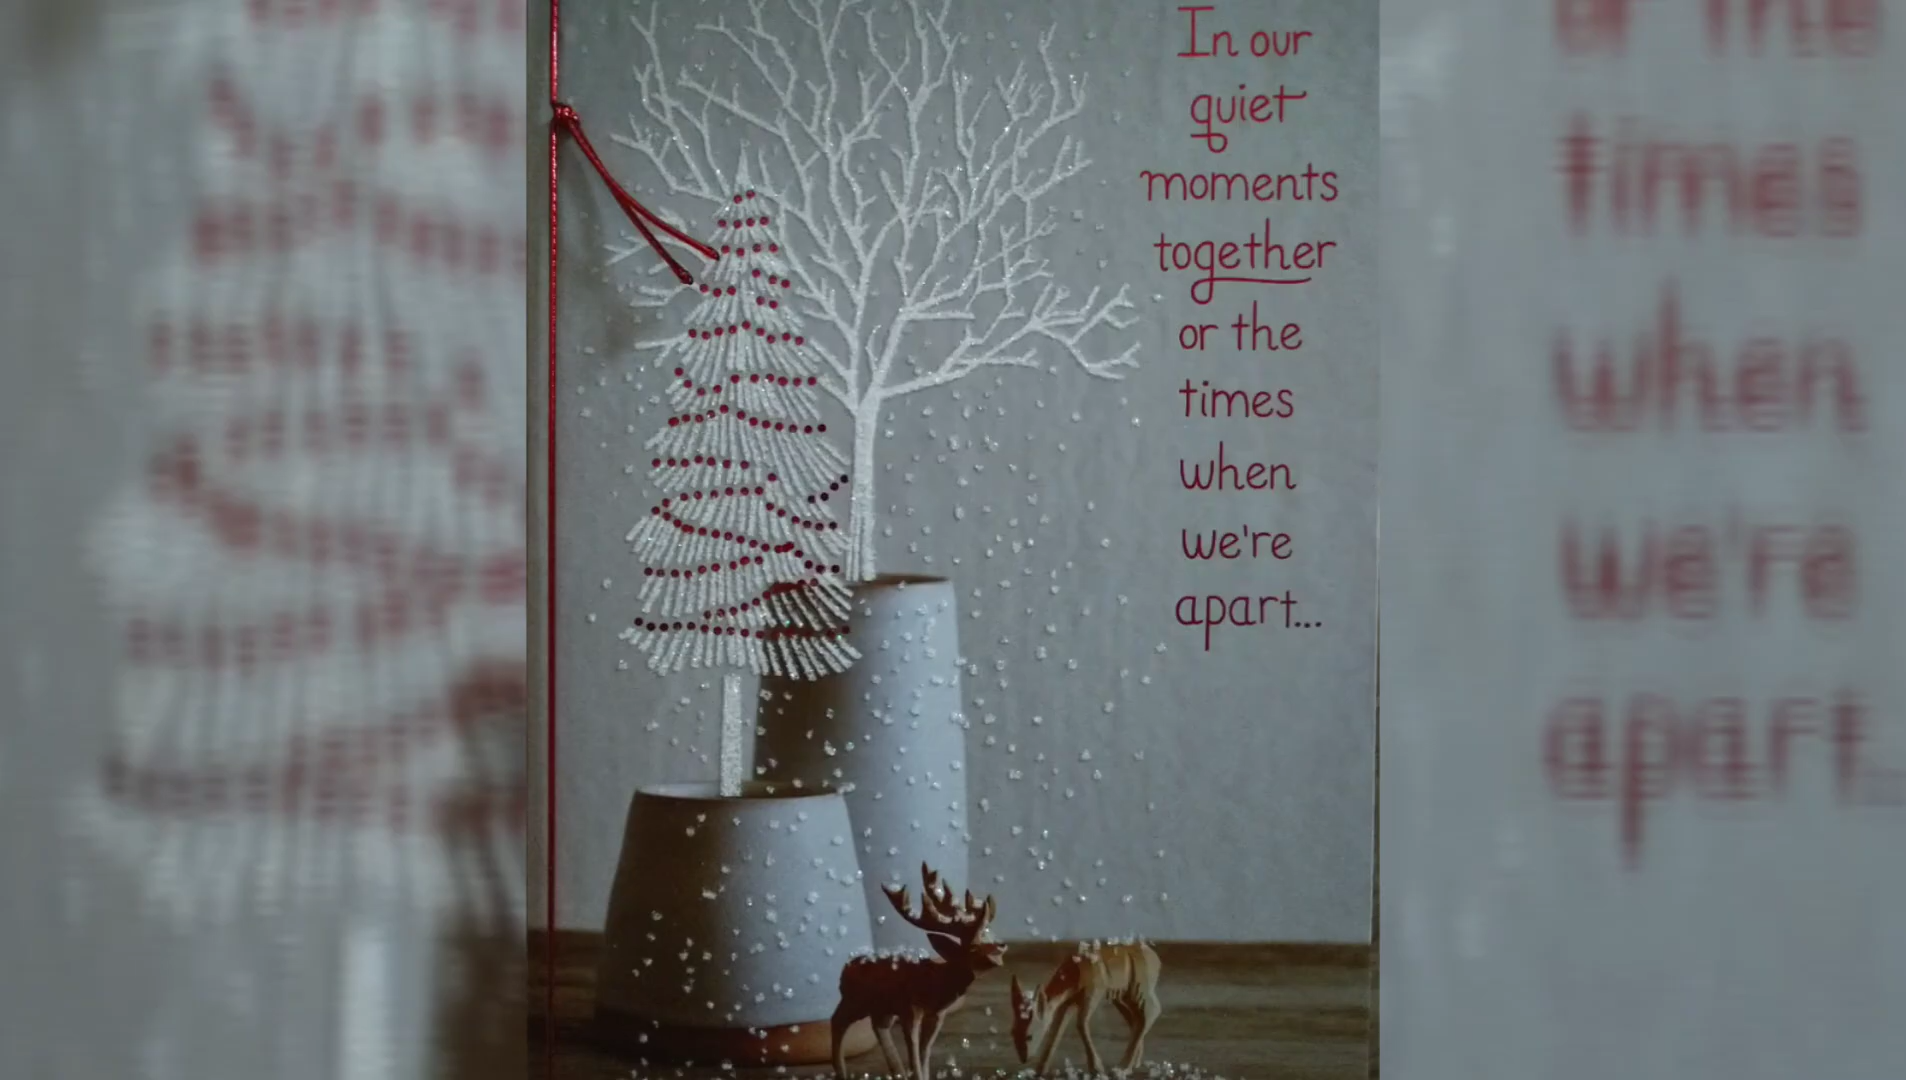 In our
quiet
moments
together
or the
times
when
we're
apart...